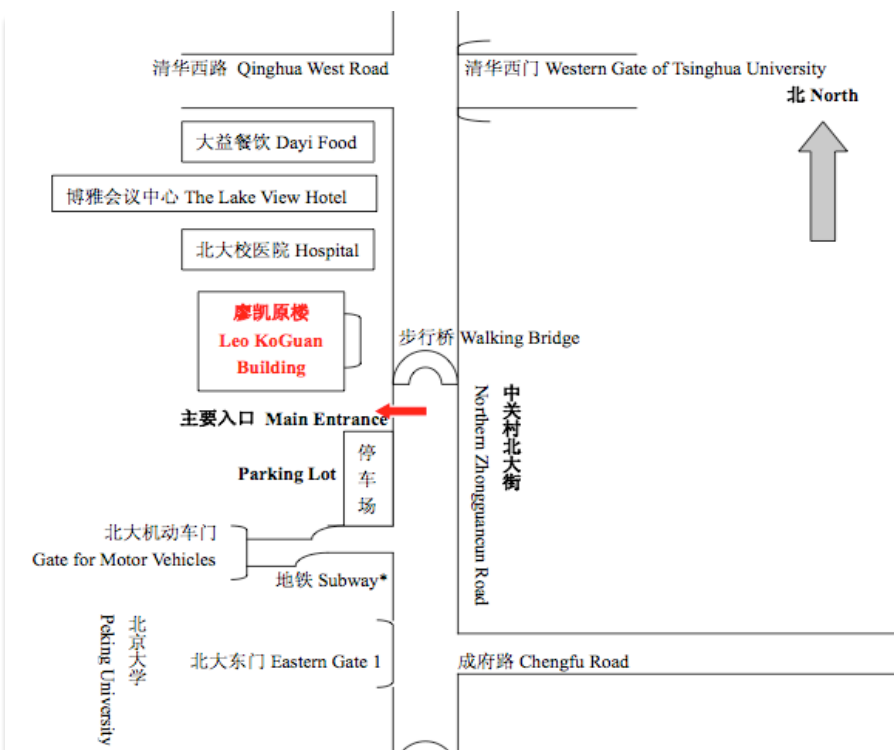 清华西路 Qinghua West Road
清华西门 Western Gate of Tsinghua University
北 North
大益餐饮 Dayi Food
博雅会议中心 The Lake View Hotel
北大校医院 Hospital
廖凯原楼
Leo KoGuan
Building
步行桥 Walking Bridge
主要入口 Main Entrance
中关村北大街
Northern Zhongguancun Road
停车场
Parking Lot
北大机动车门
Gate for Motor Vehicles
地铁 Subway*
北京大学
Peking University
北大东门 Eastern Gate 1
成府路 Chengfu Road